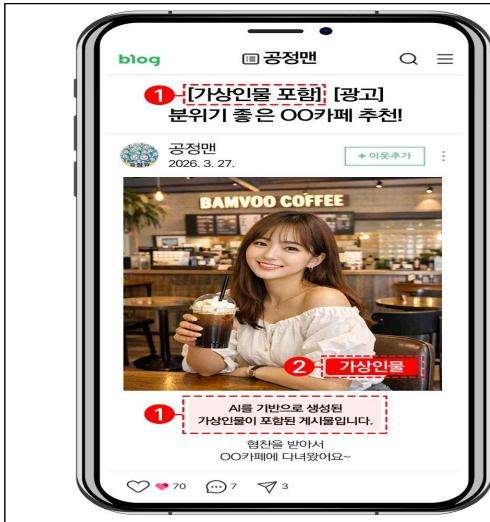 blog
공정맨
① [가상인물 포함] [광고]
분위기 좋은 OO카페 추천!
공정맨
2026. 3. 27.
+ 이웃추가
BAMVOO COFFEE
② 가상인물
① AI를 기반으로 생성된
가상인물이 포함된 게시물입니다.
협찬을 받아서
OO카페에 다녀왔어요~
70
7
3